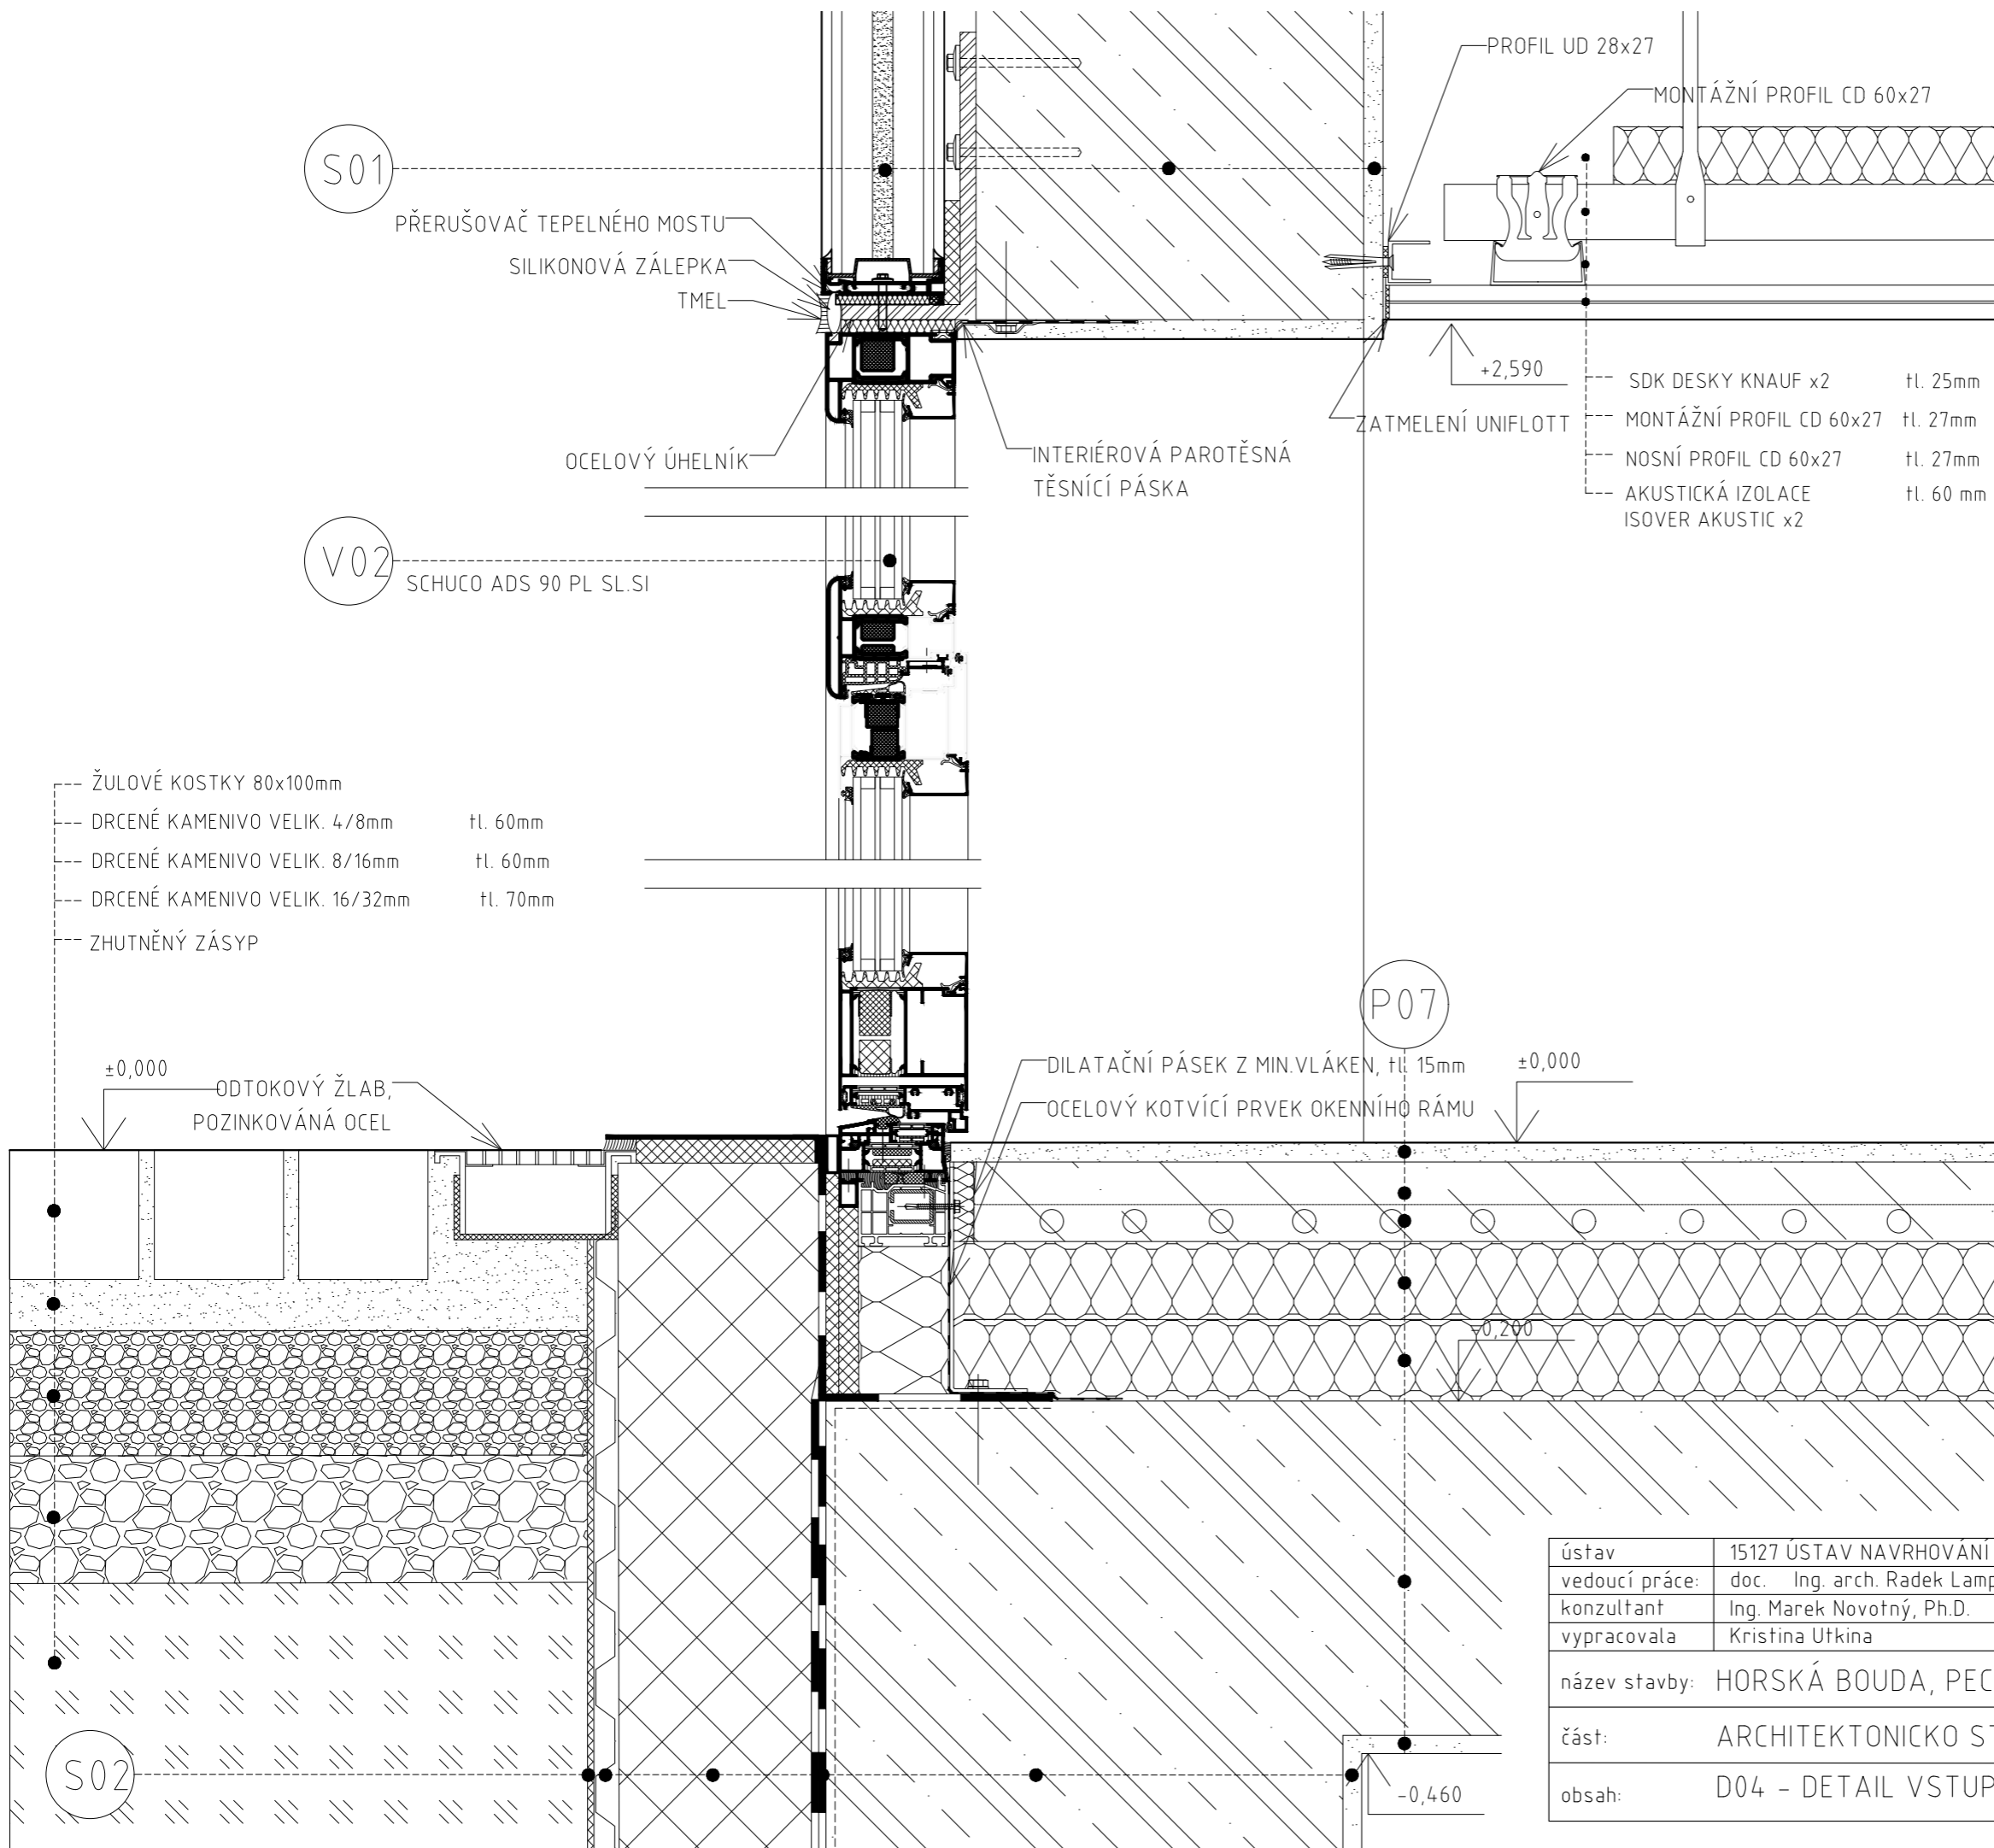 PROFIL UD 28x27
MONTÁŽNÍ PROFIL CD 60x27
S01
PŘERUŠOVAČ TEPELNÉHO MOSTU
SILIKONOVÁ ZÁLEPKA
TMEL
+2,590
SDK DESKY KNAUF x2 tl. 25mm
MONTÁŽNÍ PROFIL CD 60x27 tl. 27mm
NOSNÍ PROFIL CD 60x27 tl. 27mm
AKUSTICKÁ IZOLACE tl. 60 mm
ISOVER AKUSTIC x2
ZATMELENÍ UNIFLOTT
OCELOVÝ ÚHELNÍK
INTERIÉROVÁ PAROTĚSNÁ
TĚSNÍCÍ PÁSKA
V02
SCHUCO ADS 90 PL SL.SI
ŽULOVÉ KOSTKY 80x100mm
DRCENÉ KAMENIVO VELIK. 4/8mm tl. 60mm
DRCENÉ KAMENIVO VELIK. 8/16mm tl. 60mm
DRCENÉ KAMENIVO VELIK. 16/32mm tl. 70mm
ZHUTNĚNÝ ZÁSYP
P07
±0,000
ODTOKOVÝ ŽLAB,
POZINKOVÁNÁ OCEL
DILATAČNÍ PÁSEK Z MIN.VLÁKEN, tl. 15mm
±0,000
OCELOVÝ KOTVÍCÍ PRVEK OKENNÍHO RÁMU
-0,200
S02
-0,460
ústav 15127 ÚSTAV NAVRHOVÁNÍ
vedoucí práce: doc. Ing. arch. Radek Lamp
konzultant Ing. Marek Novotný, Ph.D.
vypracovala Kristina Utkina
název stavby: HORSKÁ BOUDA, PEC
část: ARCHITEKTONICKO ST
obsah: D04 - DETAIL VSTUP